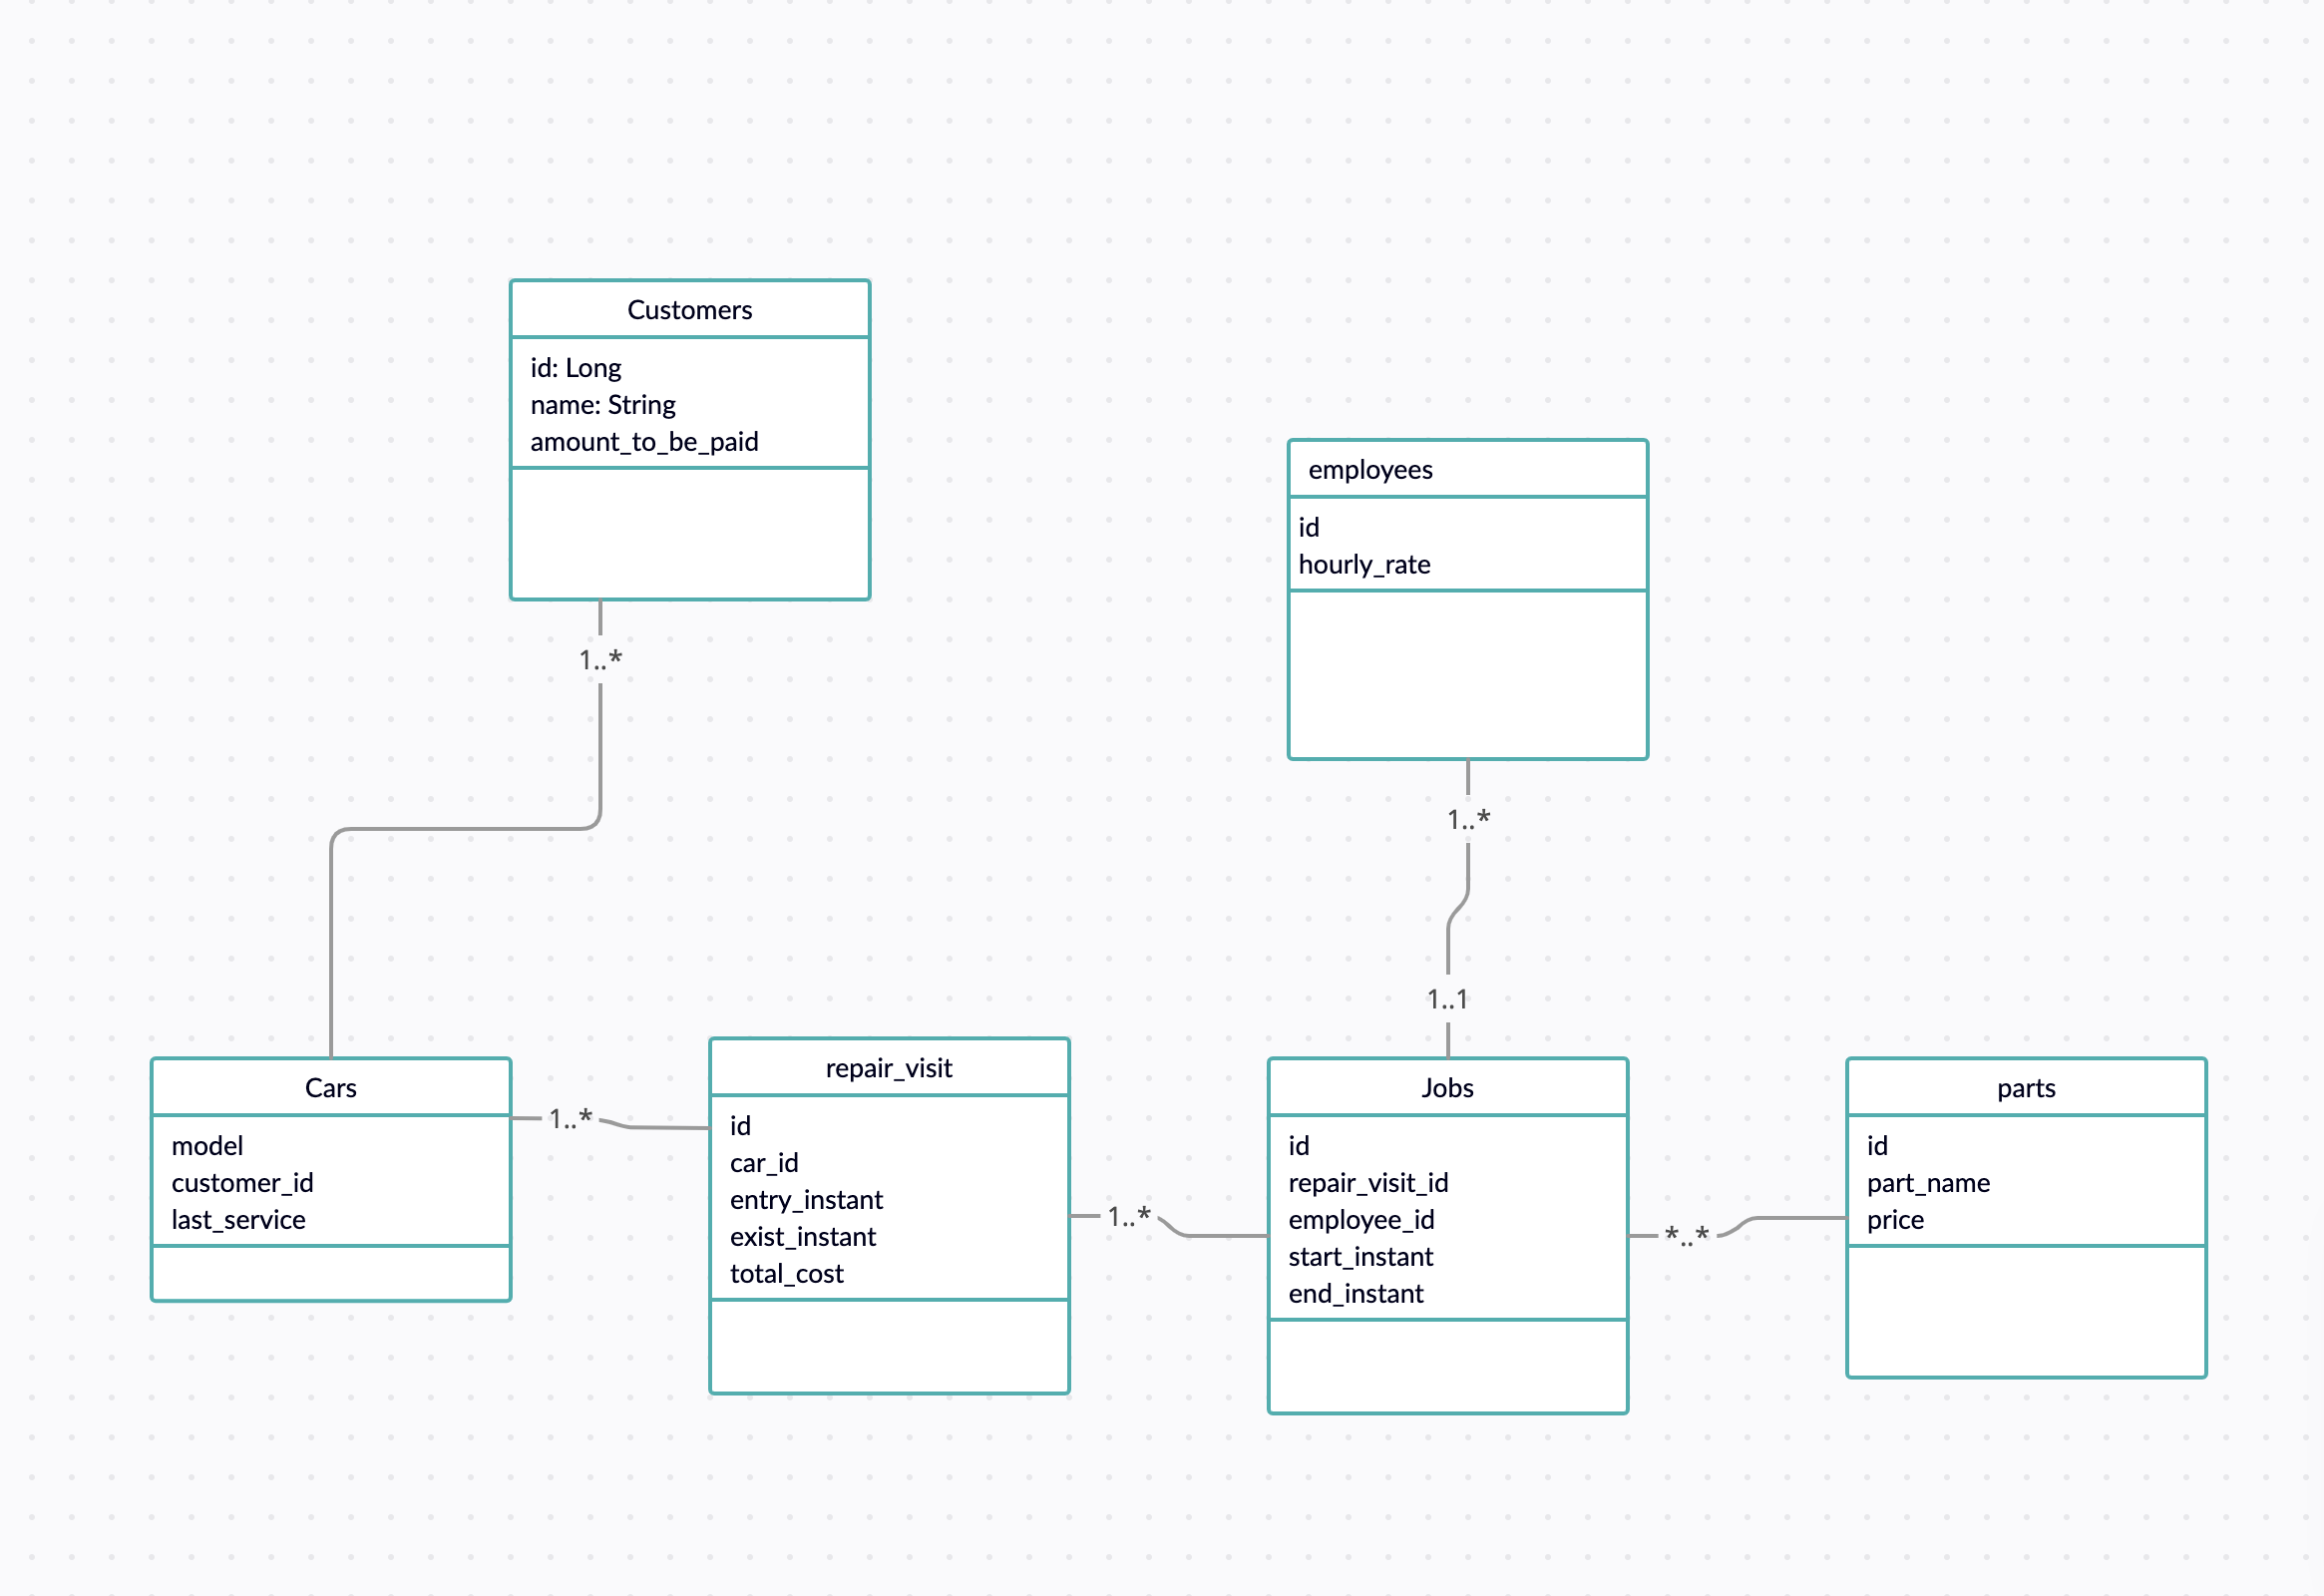 Customers
id: Long
name: String
amount_to_be_paid
1..*
employees
id
hourly_rate
1..*
1..1
Cars
model
customer_id
last_service
1..*
repair_visit
id
car_id
entry_instant
exist_instant
total_cost
1..*
Jobs
id
repair_visit_id
employee_id
start_instant
end_instant
*..*
parts
id
part_name
price